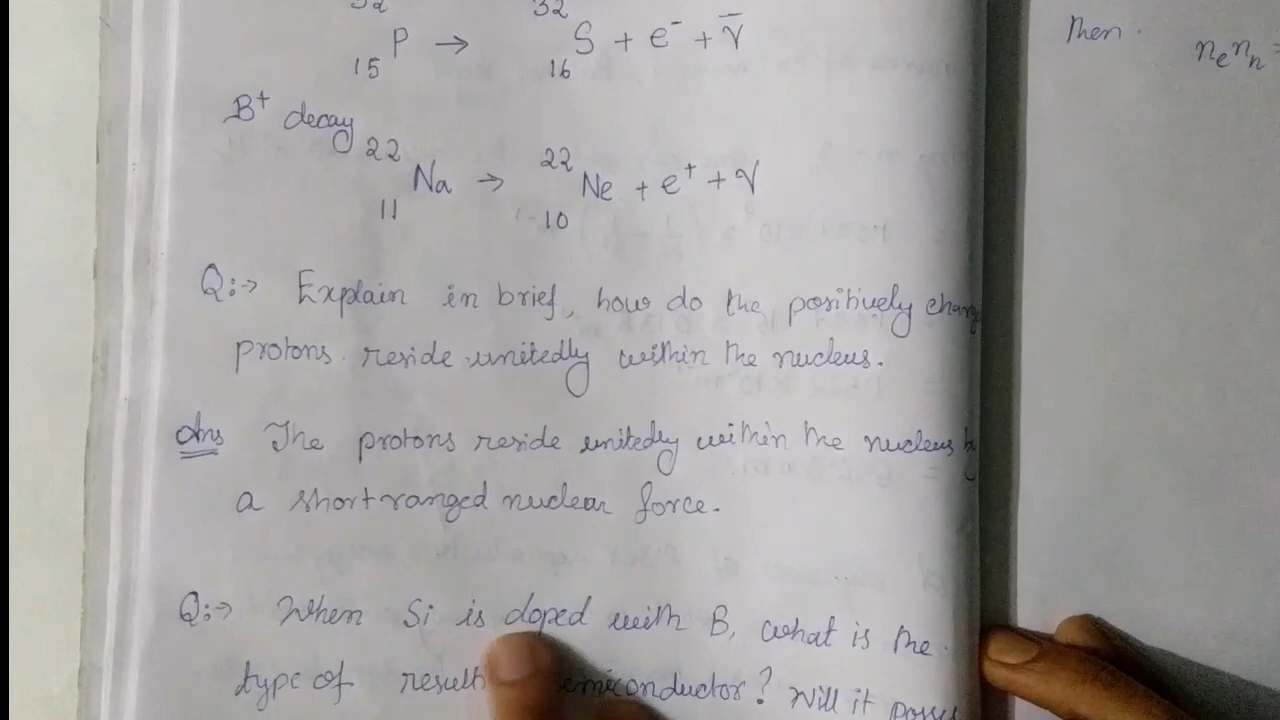 32 32
P → S + e⁻ + ν̄
15 16
B⁺ decay
22 22
Na → Ne + e⁺ + ν
11 10
Q:→ Explain in brief, how do the positively
protons reside unitedly within the nucleus.
Ans The protons reside unitedly within the nucleus by
a short ranged nuclear force.
Q:→ When Si is doped with B, what is the
type of semiconductor? Will it
Then.
nₑnₙ =